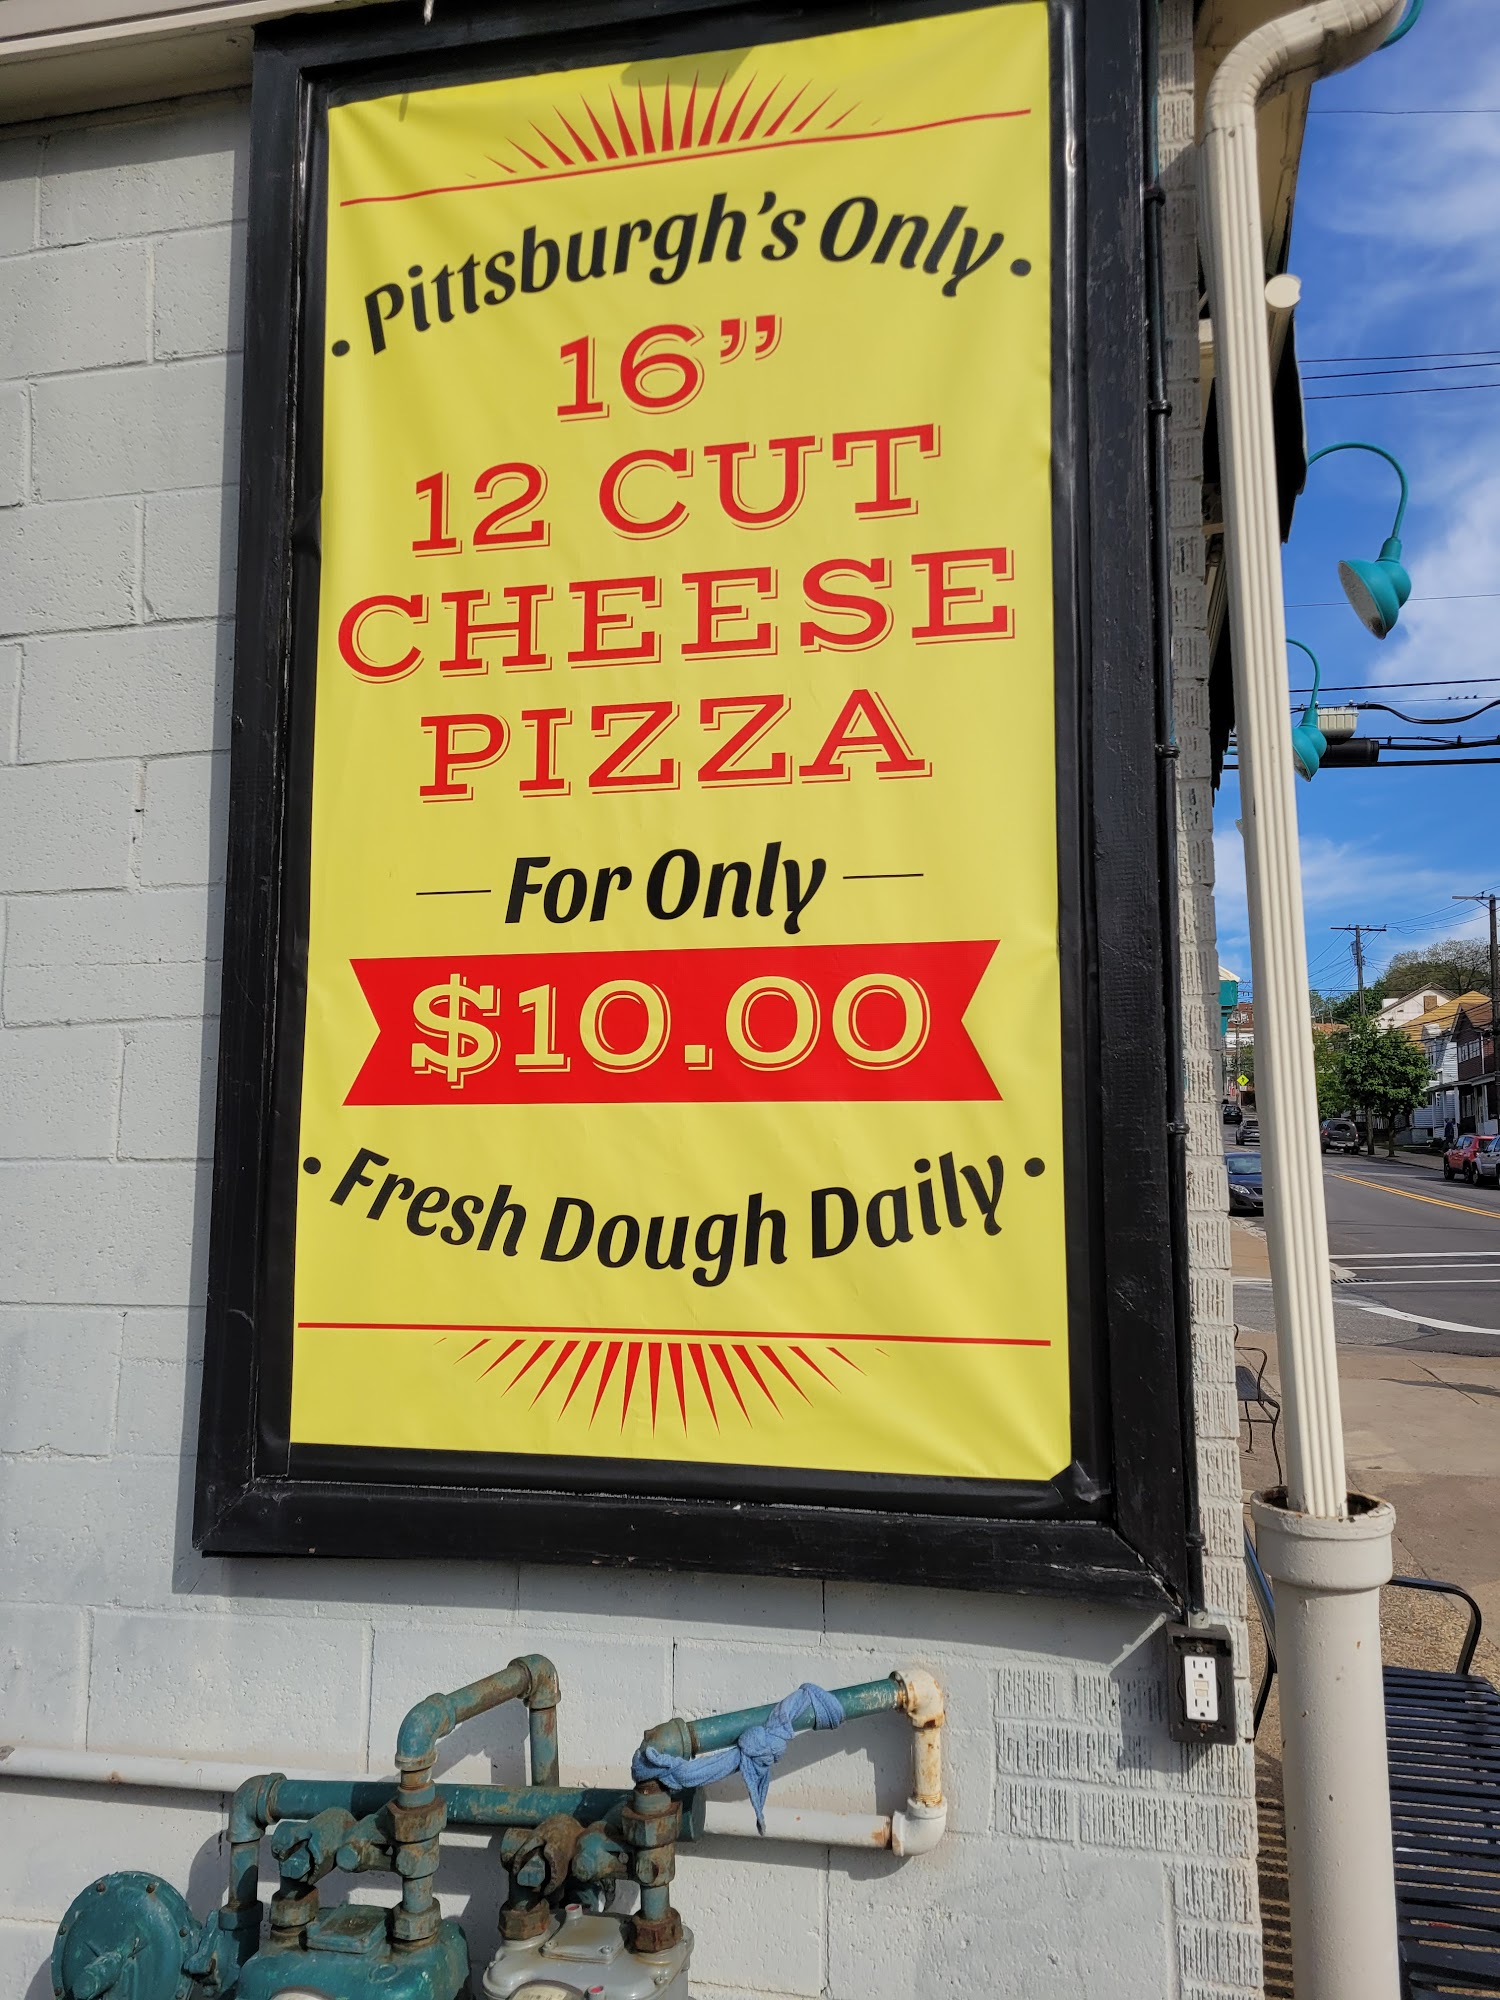 • Pittsburgh's Only •
16”
12 CUT
CHEESE
PIZZA
— For Only —
$10.00
• Fresh Dough Daily •